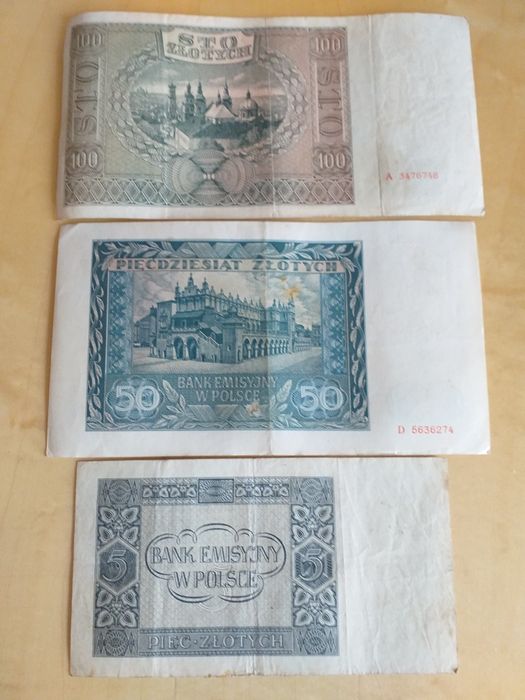 100 STO 100
ZŁOTYCH
STO STO
100 100
A 3476746
PIĘĆDZIESIĄT ZŁOTYCH
50 BANK EMISYJNY 50
W POLSCE
D 5636274
5 BANK EMISYJNY 5
W POLSCE
PIĘĆ·ZŁOTYCH